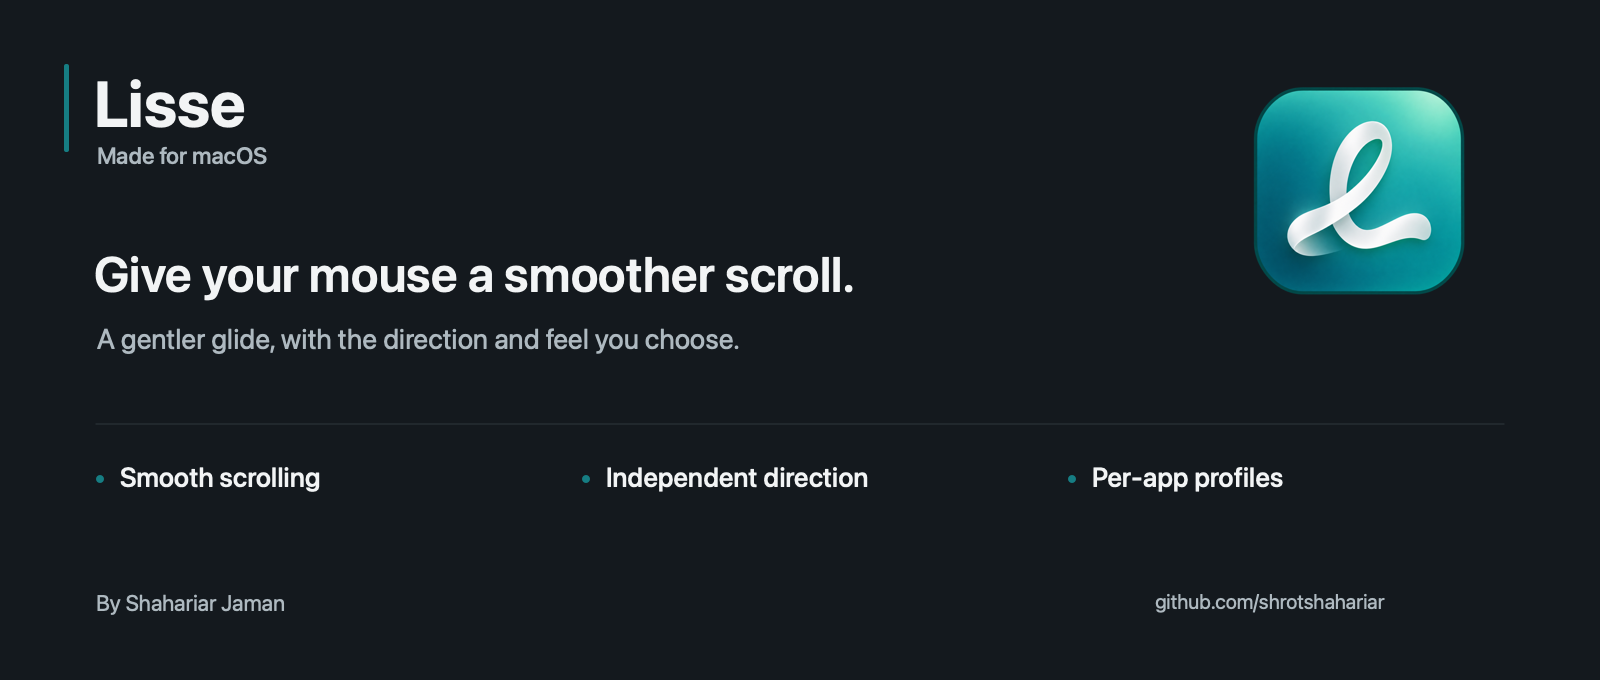 Lisse
Made for macOS
Give your mouse a smoother scroll.
A gentler glide, with the direction and feel you choose.
Smooth scrolling
Independent direction
Per-app profiles
By Shahariar Jaman
github.com/shrotshahariar